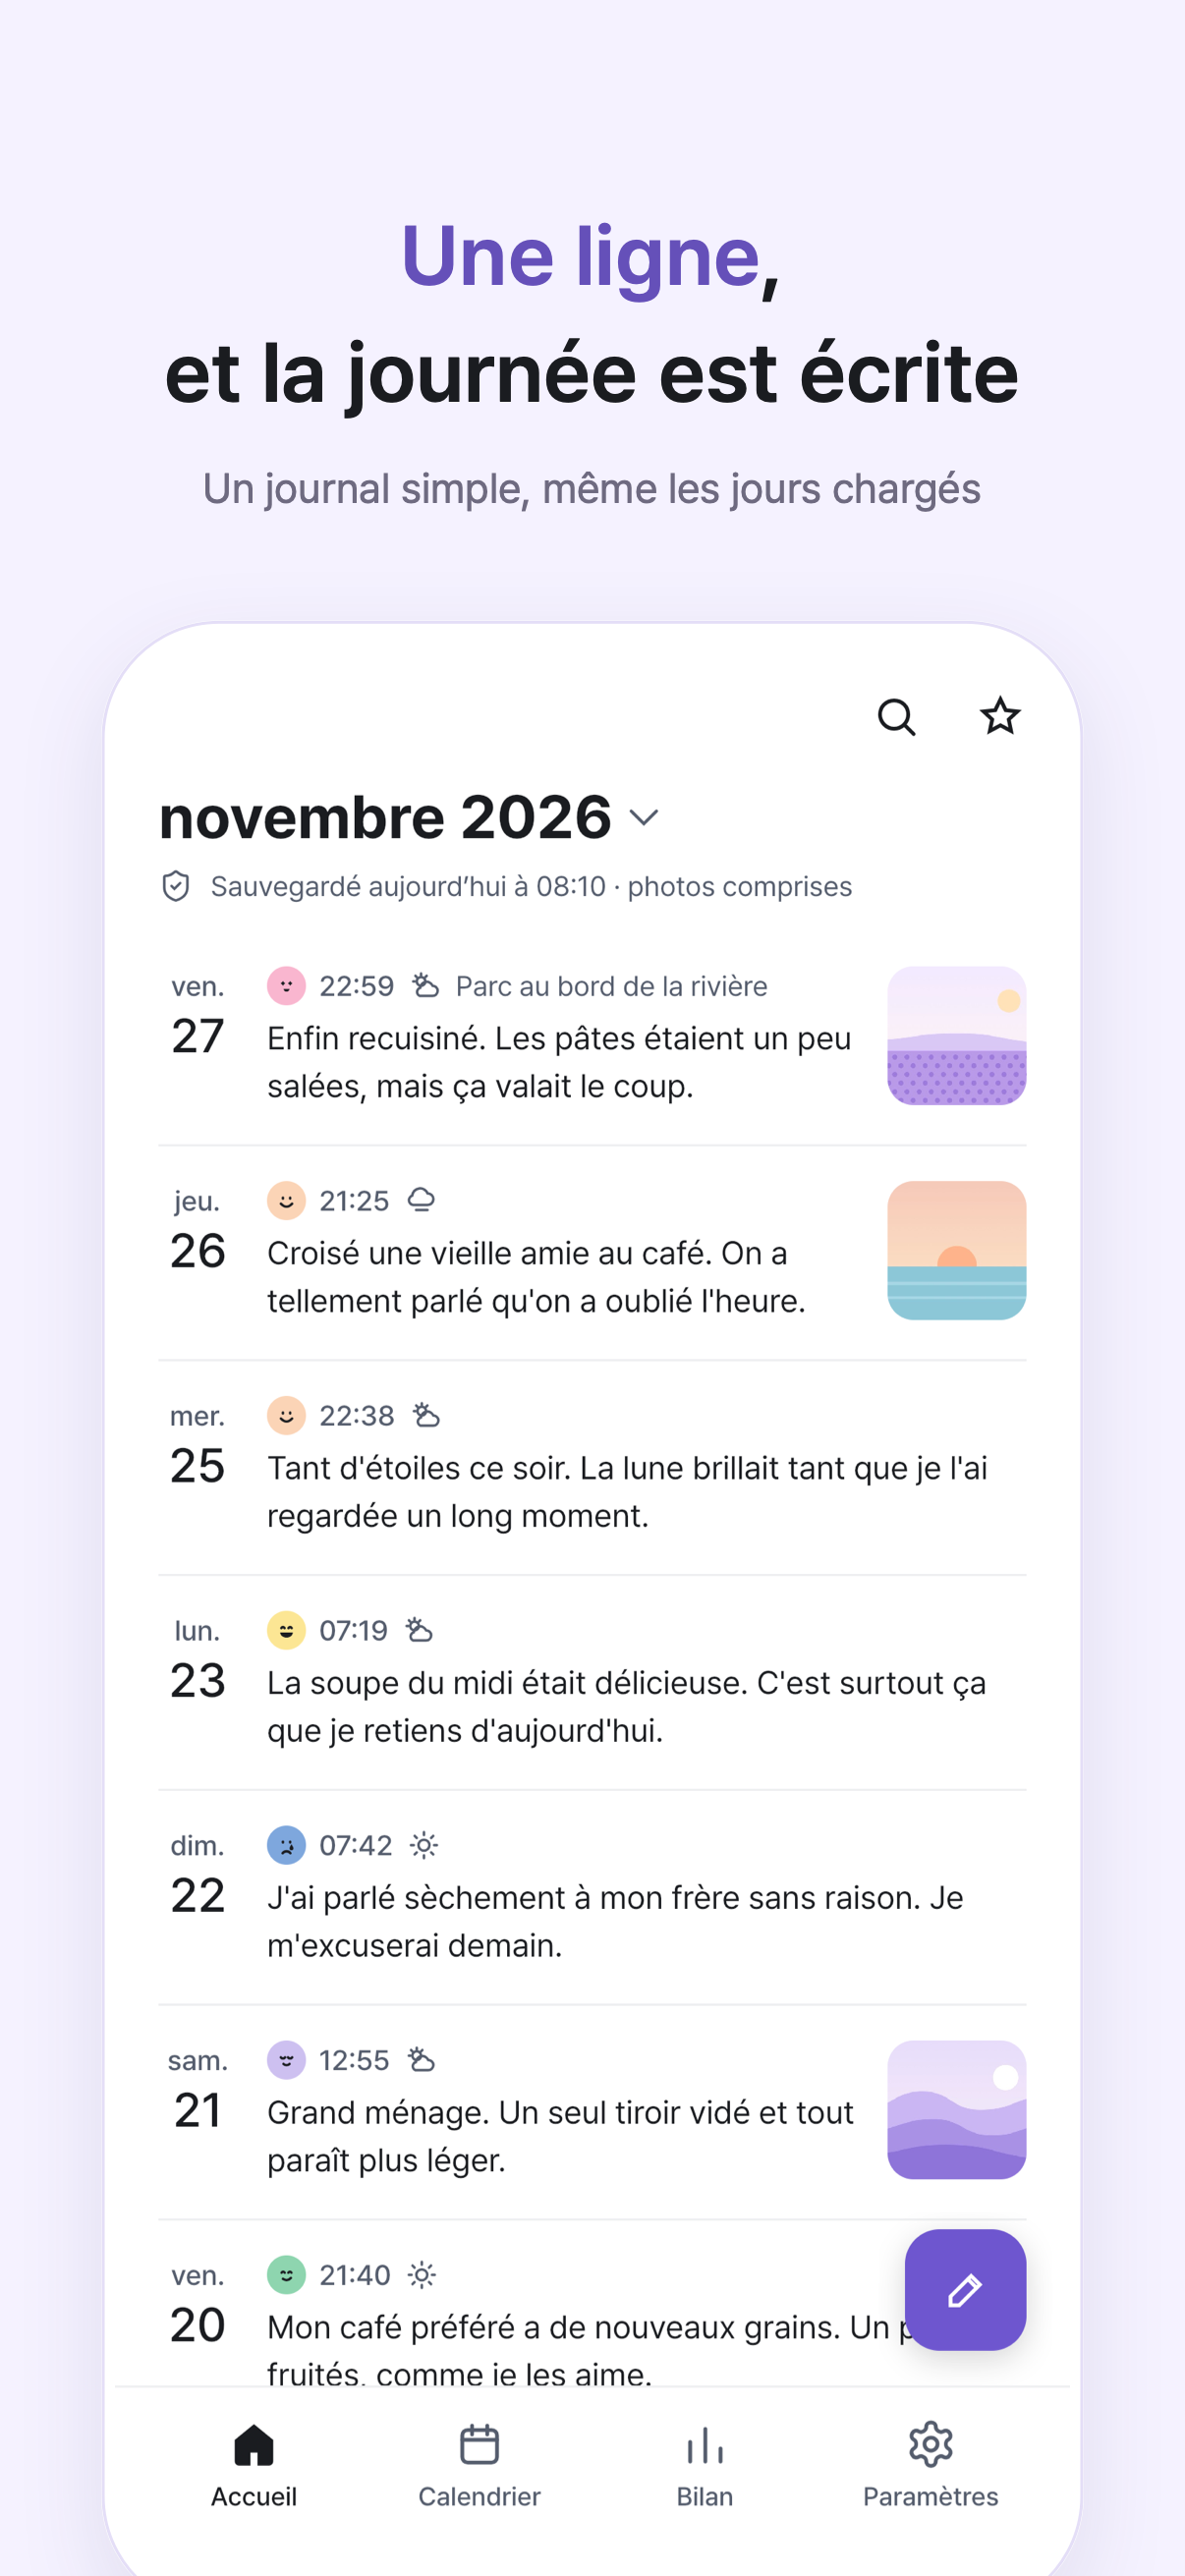 Une ligne,
et la journée est écrite
Un journal simple, même les jours chargés
novembre 2026
Sauvegardé aujourd’hui à 08:10 · photos comprises
ven.
27
22:59 Parc au bord de la rivière
Enfin recuisiné. Les pâtes étaient un peu
salées, mais ça valait le coup.
jeu.
26
21:25
Croisé une vieille amie au café. On a
tellement parlé qu'on a oublié l'heure.
mer.
25
22:38
Tant d'étoiles ce soir. La lune brillait tant que je l'ai
regardée un long moment.
lun.
23
07:19
La soupe du midi était délicieuse. C'est surtout ça
que je retiens d'aujourd'hui.
dim.
22
07:42
J'ai parlé sèchement à mon frère sans raison. Je
m'excuserai demain.
sam.
21
12:55
Grand ménage. Un seul tiroir vidé et tout
paraît plus léger.
ven.
20
21:40
Mon café préféré a de nouveaux grains. Un
fruités, comme je les aime.
Accueil
Calendrier
Bilan
Paramètres